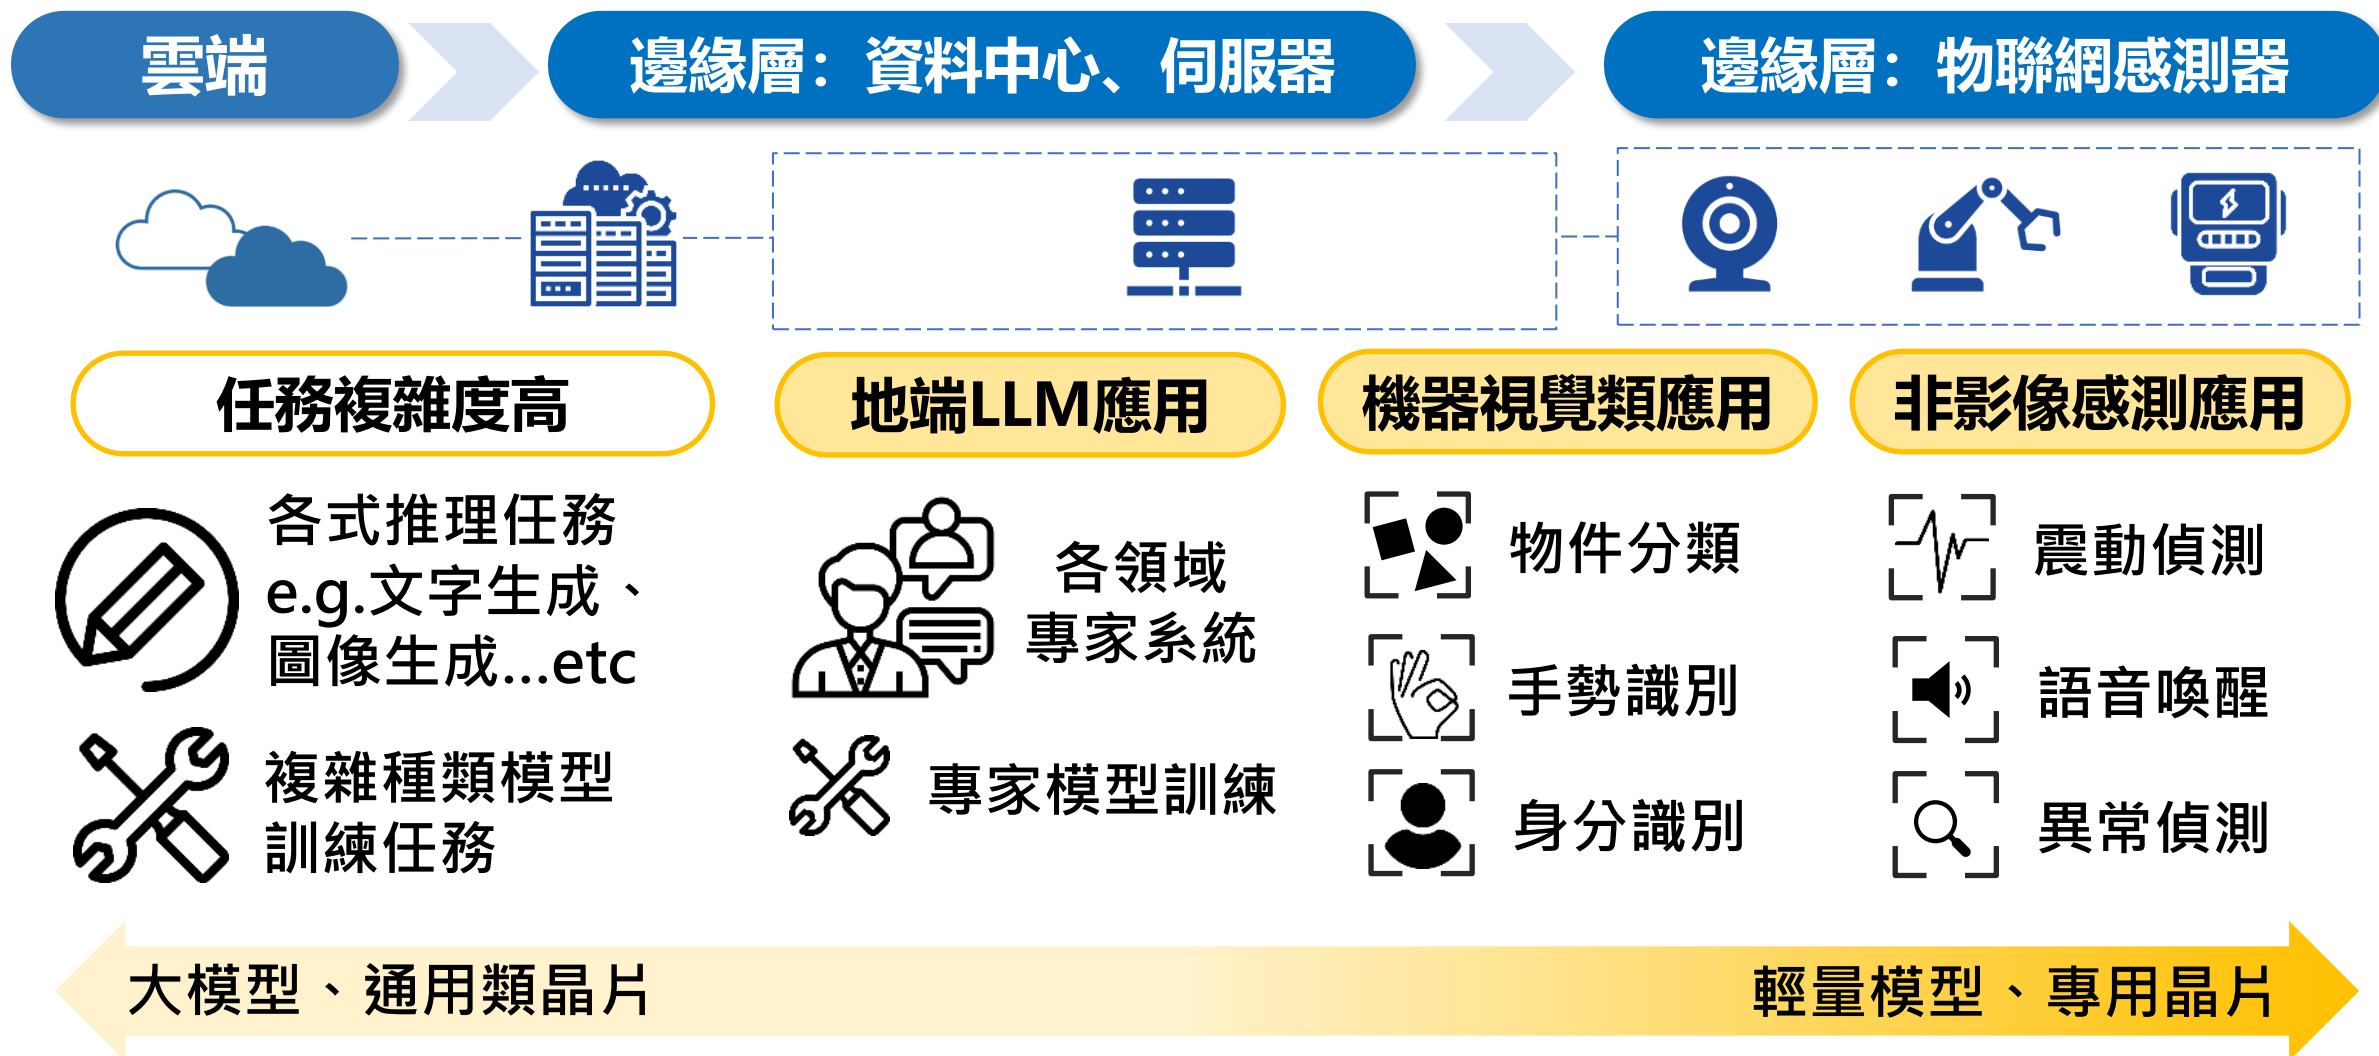 雲端
邊緣層：資料中心、伺服器
邊緣層：物聯網感測器
任務複雜度高
各式推理任務
e.g.文字生成、
圖像生成...etc
複雜種類模型
訓練任務
地端LLM應用
各領域
專家系統
專家模型訓練
機器視覺類應用
物件分類
手勢識別
身分識別
非影像感測應用
震動偵測
語音喚醒
異常偵測
大模型、通用類晶片
輕量模型、專用晶片